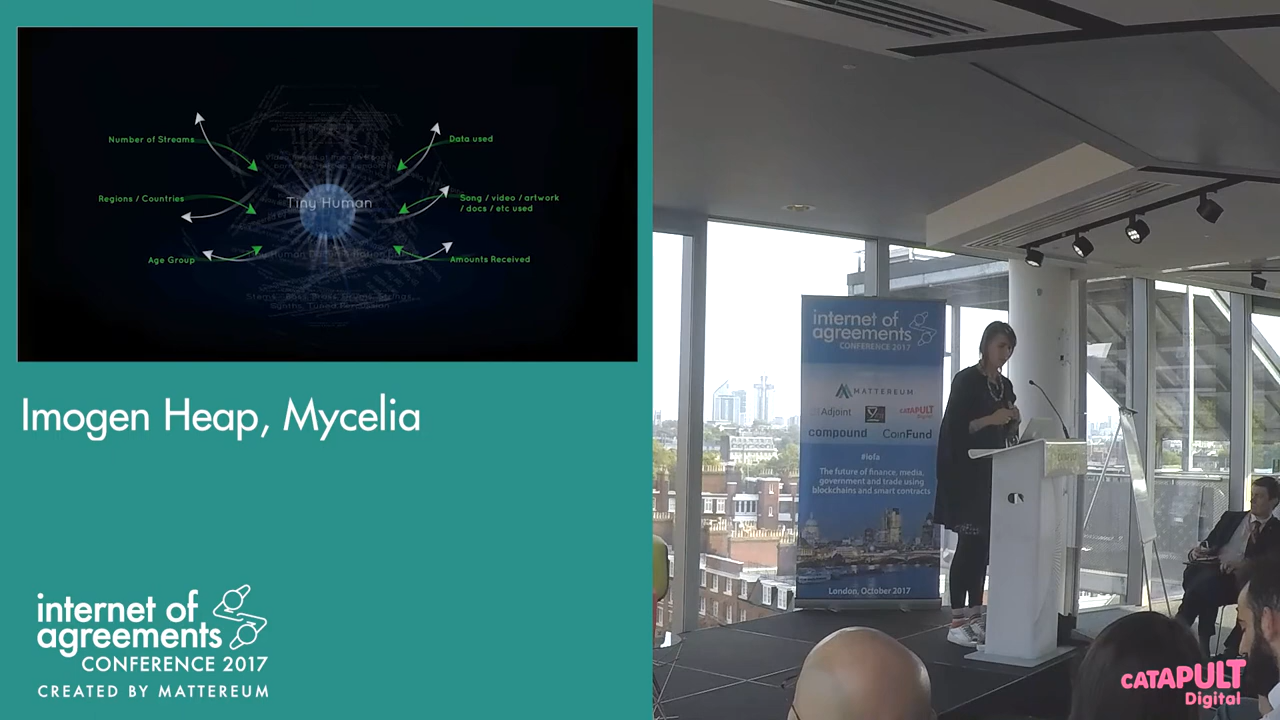 Number of Streams
Data used
Tiny Human
Regions / Countries
Song / video / artwork
/ docs / etc used
Age Group
Amounts Received
Imogen Heap, Mycelia
internet of
agreements
CONFERENCE 2017
CREATED BY MATTEREUM
internet of
agreements
CONFERENCE 2017
MATTEREUM
Adjoint
CATAPULT
Digital
compound
CoinFund
#iofa
The future of finance, media,
government and trade using
blockchains and smart contracts
London, October 2017
CATAPULT
Digital